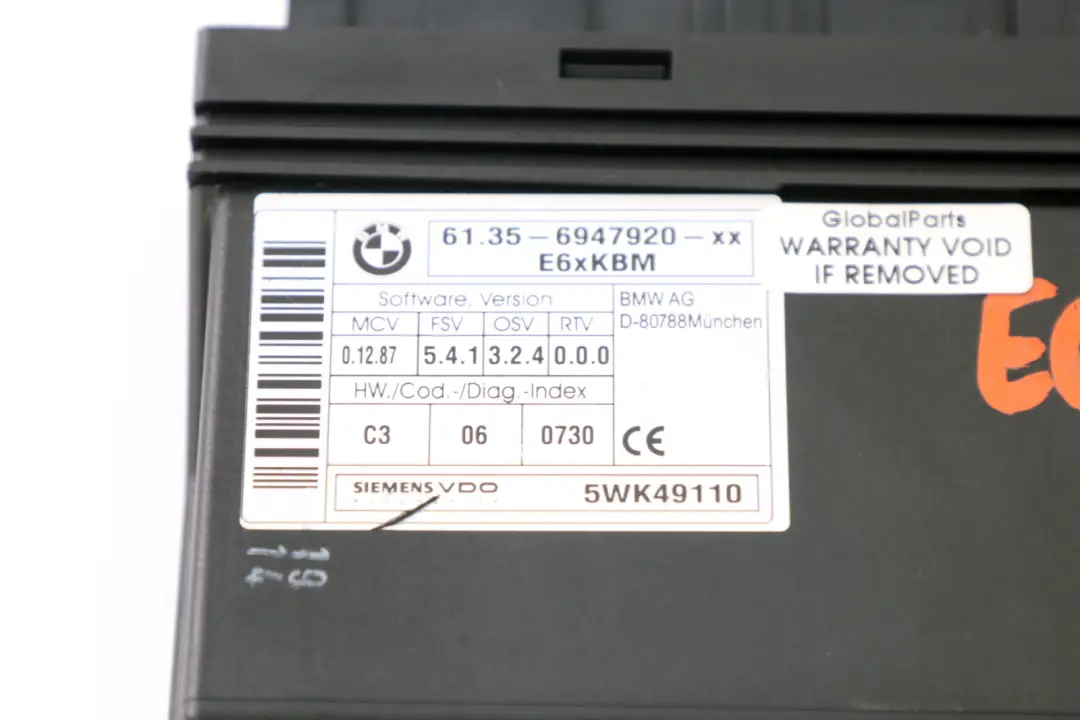 61.35 - 6947920 - xx
E6xKBM
Software, Version
MCV FSV OSV RTV
0.12.87 5.4.1 3.2.4 0.0.0
BMW AG
D-80788München
HW./Cod.-/Diag.-Index
C3 06 0730
CE
SIEMENS VDO 5WK49110
GlobalParts
WARRANTY VOID
IF REMOVED